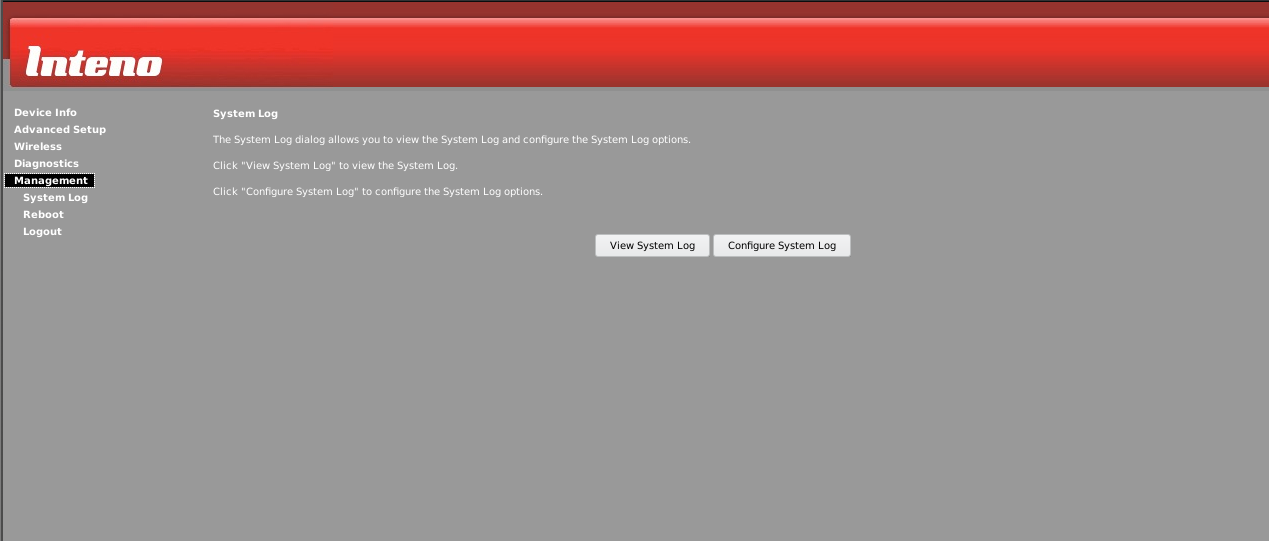 Inteno
Device Info
Advanced Setup
Wireless
Diagnostics
Management
System Log
Reboot
Logout
System Log
The System Log dialog allows you to view the System Log and configure the System Log options.
Click "View System Log" to view the System Log.
Click "Configure System Log" to configure the System Log options.
View System Log
Configure System Log